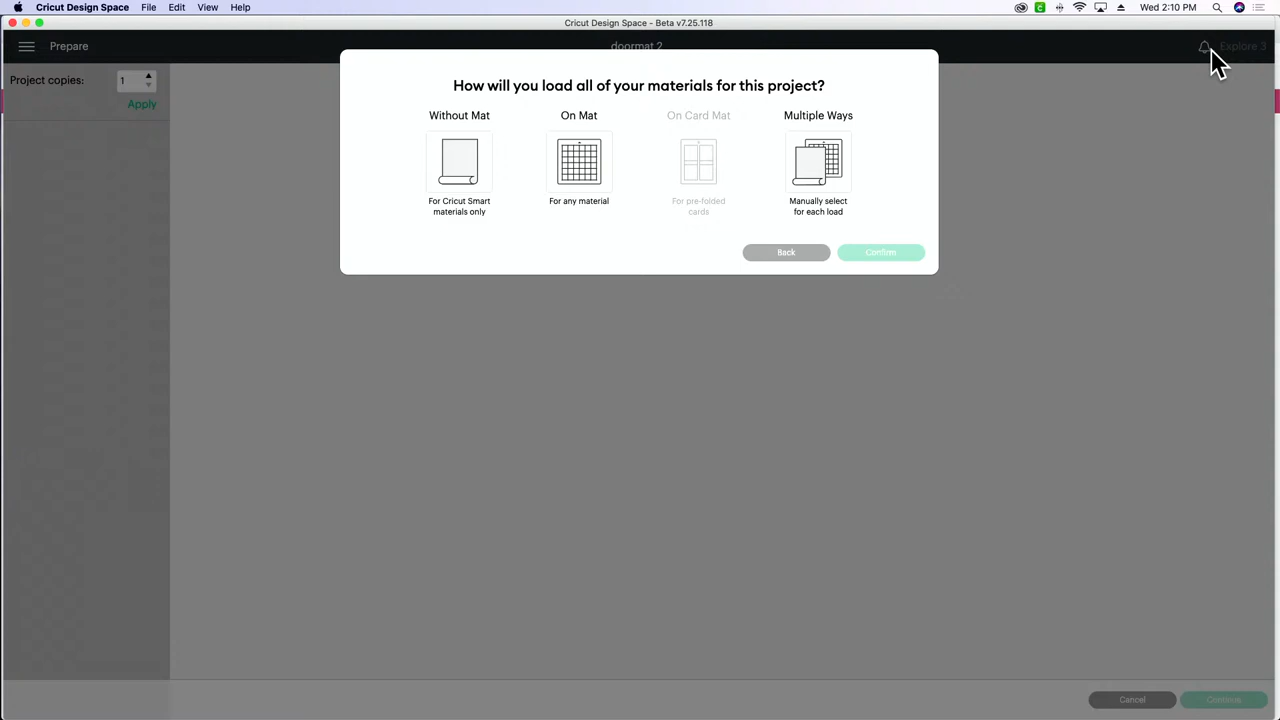 Cricut Design Space File Edit View Help
Wed 2:10 PM
Cricut Design Space - Beta v7.25.118
Prepare
doormat 2
Explore 3
Project copies: 1
Apply
How will you load all of your materials for this project?
Without Mat
For Cricut Smart
materials only
On Mat
For any material
On Card Mat
For pre-folded
cards
Multiple Ways
Manually select
for each load
Back
Confirm
Cancel
Continue